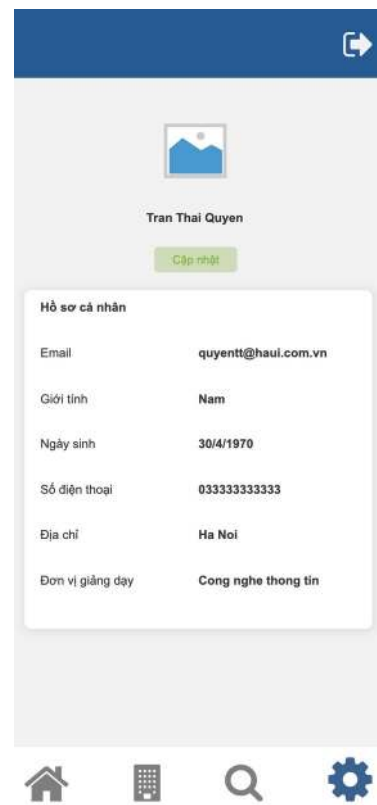 Tran Thai Quyen
Cập nhật
Hồ sơ cá nhân
Email quyentt@haui.com.vn
Giới tính Nam
Ngày sinh 30/4/1970
Số điện thoại 033333333333
Địa chỉ Ha Noi
Đơn vị giảng dạy Cong nghe thong tin